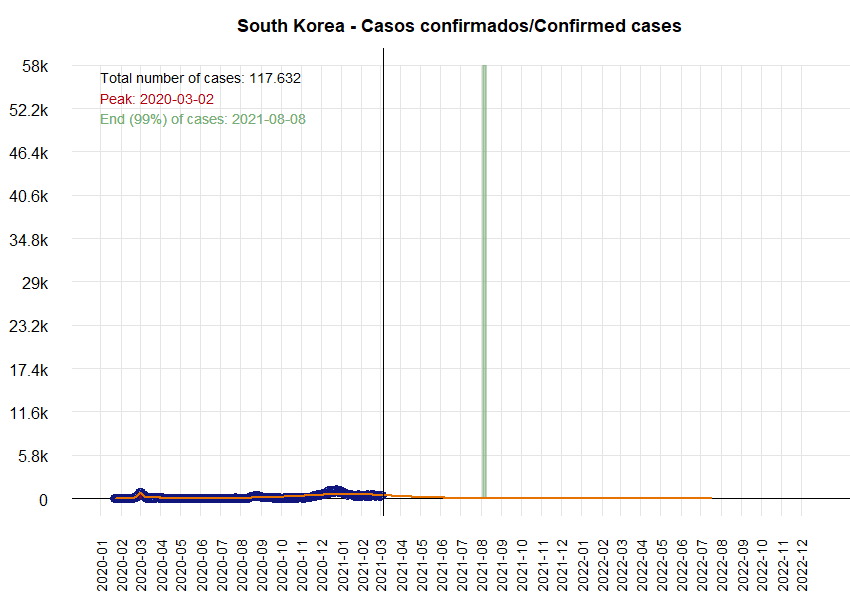 South Korea - Casos confirmados/Confirmed cases
58k
Total number of cases: 117.632
Peak: 2020-03-02
52.2k
End (99%) of cases: 2021-08-08
46.4k
40.6k
34.8k
29k
23.2k
17.4k
11.6k
5.8k
0
2020-01
2020-02
2020-03
2020-04
2020-05
2020-06
2020-07
2020-08
2020-09
2020-10
2020-11
2020-12
2021-01
2021-02
2021-03
2021-04
2021-05
2021-06
2021-07
2021-08
2021-09
2021-10
2021-11
2021-12
2022-01
2022-02
2022-03
2022-04
2022-05
2022-06
2022-07
2022-08
2022-09
2022-10
2022-11
2022-12